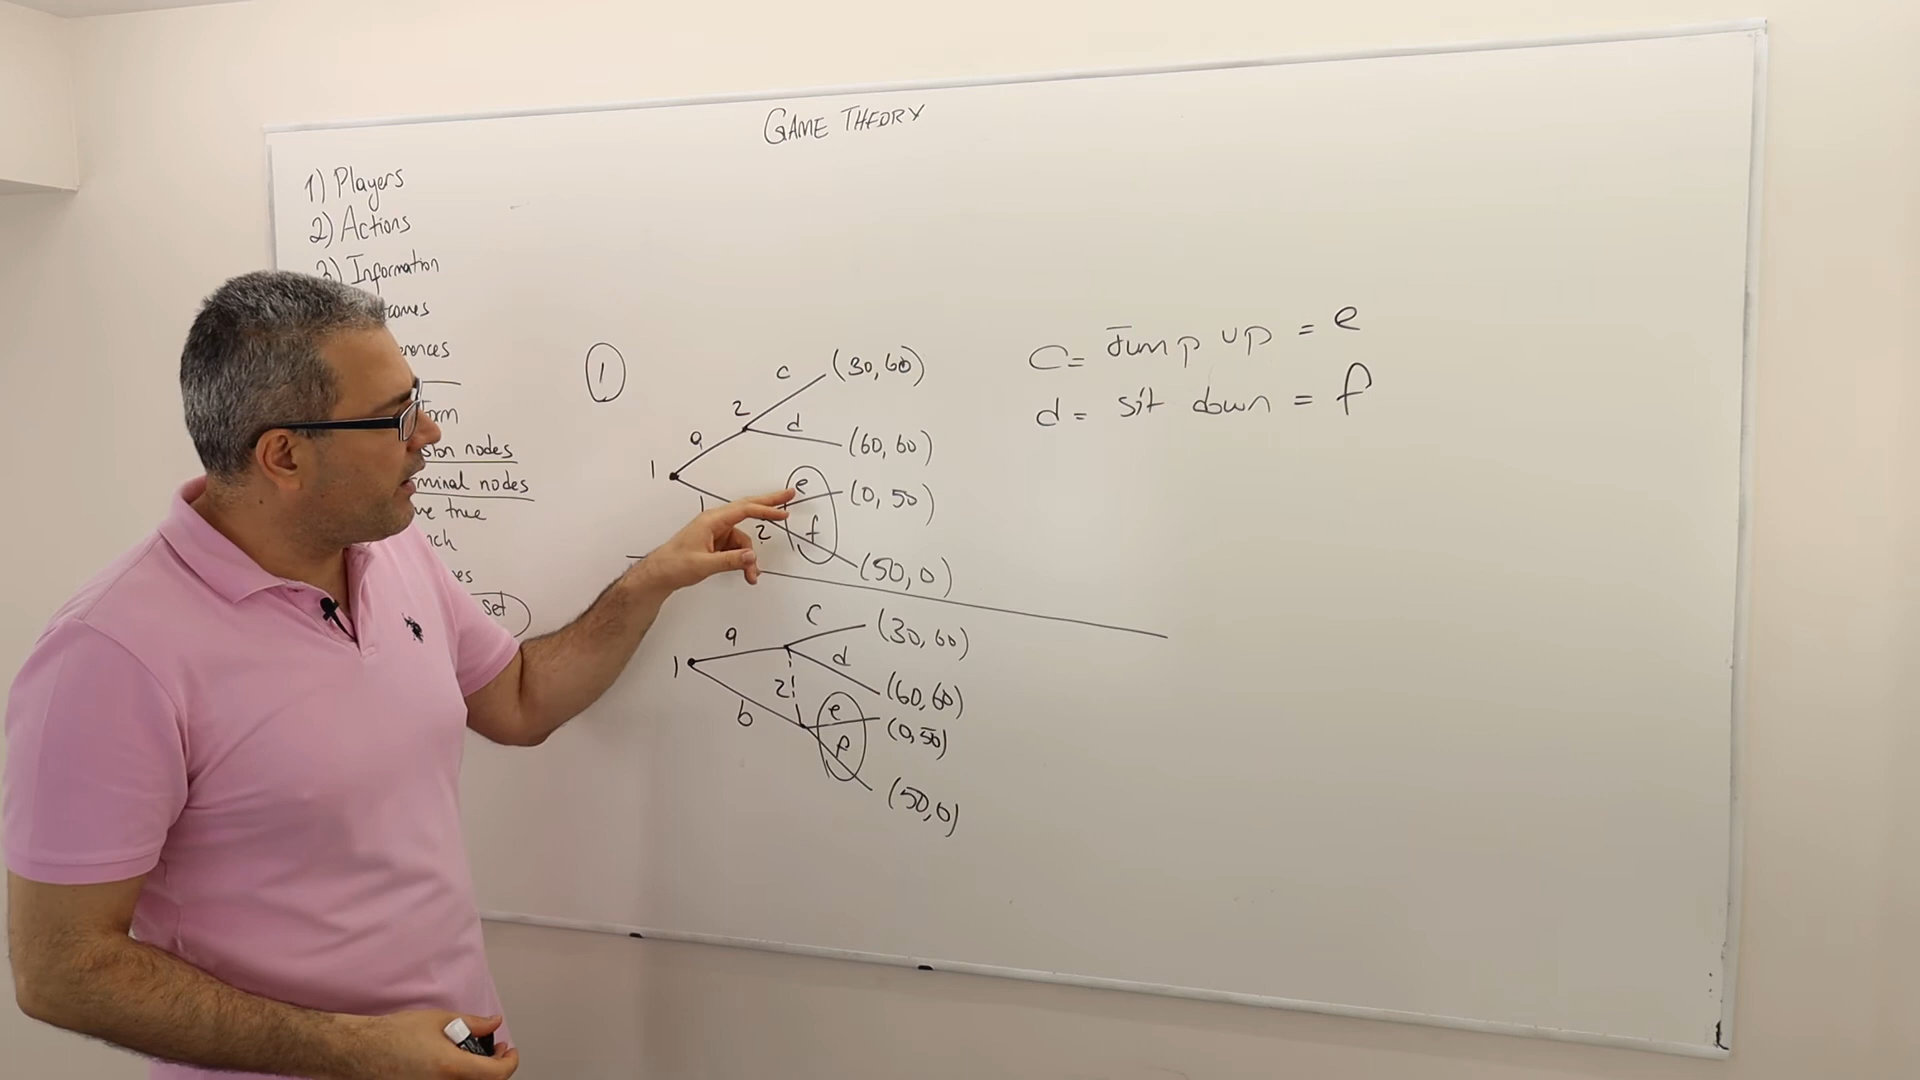 GAME THEORY
1) Players
2) Actions
3) Information
set
1
1
a
2
c
(30, 60)
d
(60, 60)
e
(0, 50)
2
f
(50, 0)
1
a
b
2
c
(30, 60)
d
(60, 60)
e
(0, 50)
f
(50, 0)
C = Jump up = e
d = sit down = f
nodes
nodes